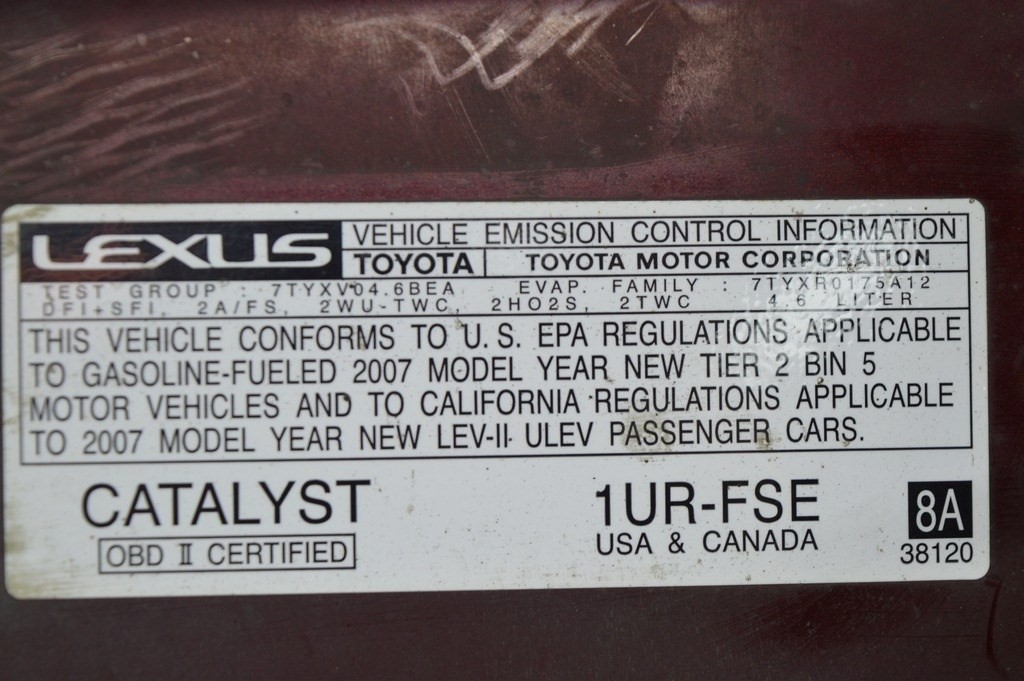 LEXUS VEHICLE EMISSION CONTROL INFORMATION
TOYOTA TOYOTA MOTOR CORPORATION
TEST GROUP : 7TYXV04.6BEA EVAP. FAMILY : 7TYXR0175A12
DFI+SFI, 2A/FS, 2WU-TWC, 2HO2S, 2TWC 4.6 LITER
THIS VEHICLE CONFORMS TO U.S. EPA REGULATIONS APPLICABLE
TO GASOLINE-FUELED 2007 MODEL YEAR NEW TIER 2 BIN 5
MOTOR VEHICLES AND TO CALIFORNIA REGULATIONS APPLICABLE
TO 2007 MODEL YEAR NEW LEV-II ULEV PASSENGER CARS.
CATALYST 1UR-FSE 8A
OBD II CERTIFIED USA & CANADA 38120